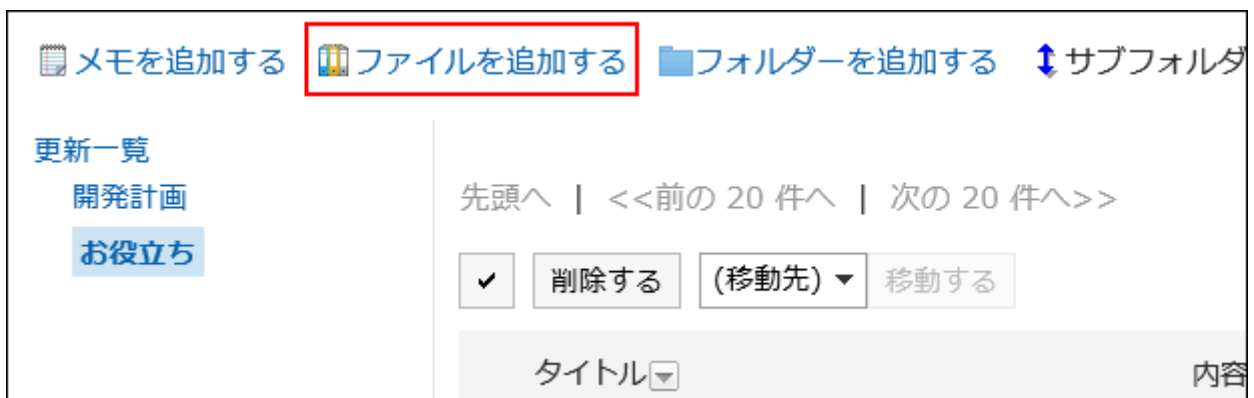 メモを追加する ファイルを追加する フォルダーを追加する サブフォルダ
更新一覧
開発計画
お役立ち
先頭へ | <<前の 20 件へ | 次の 20 件へ>>
削除する (移動先) 移動する
タイトル 内容